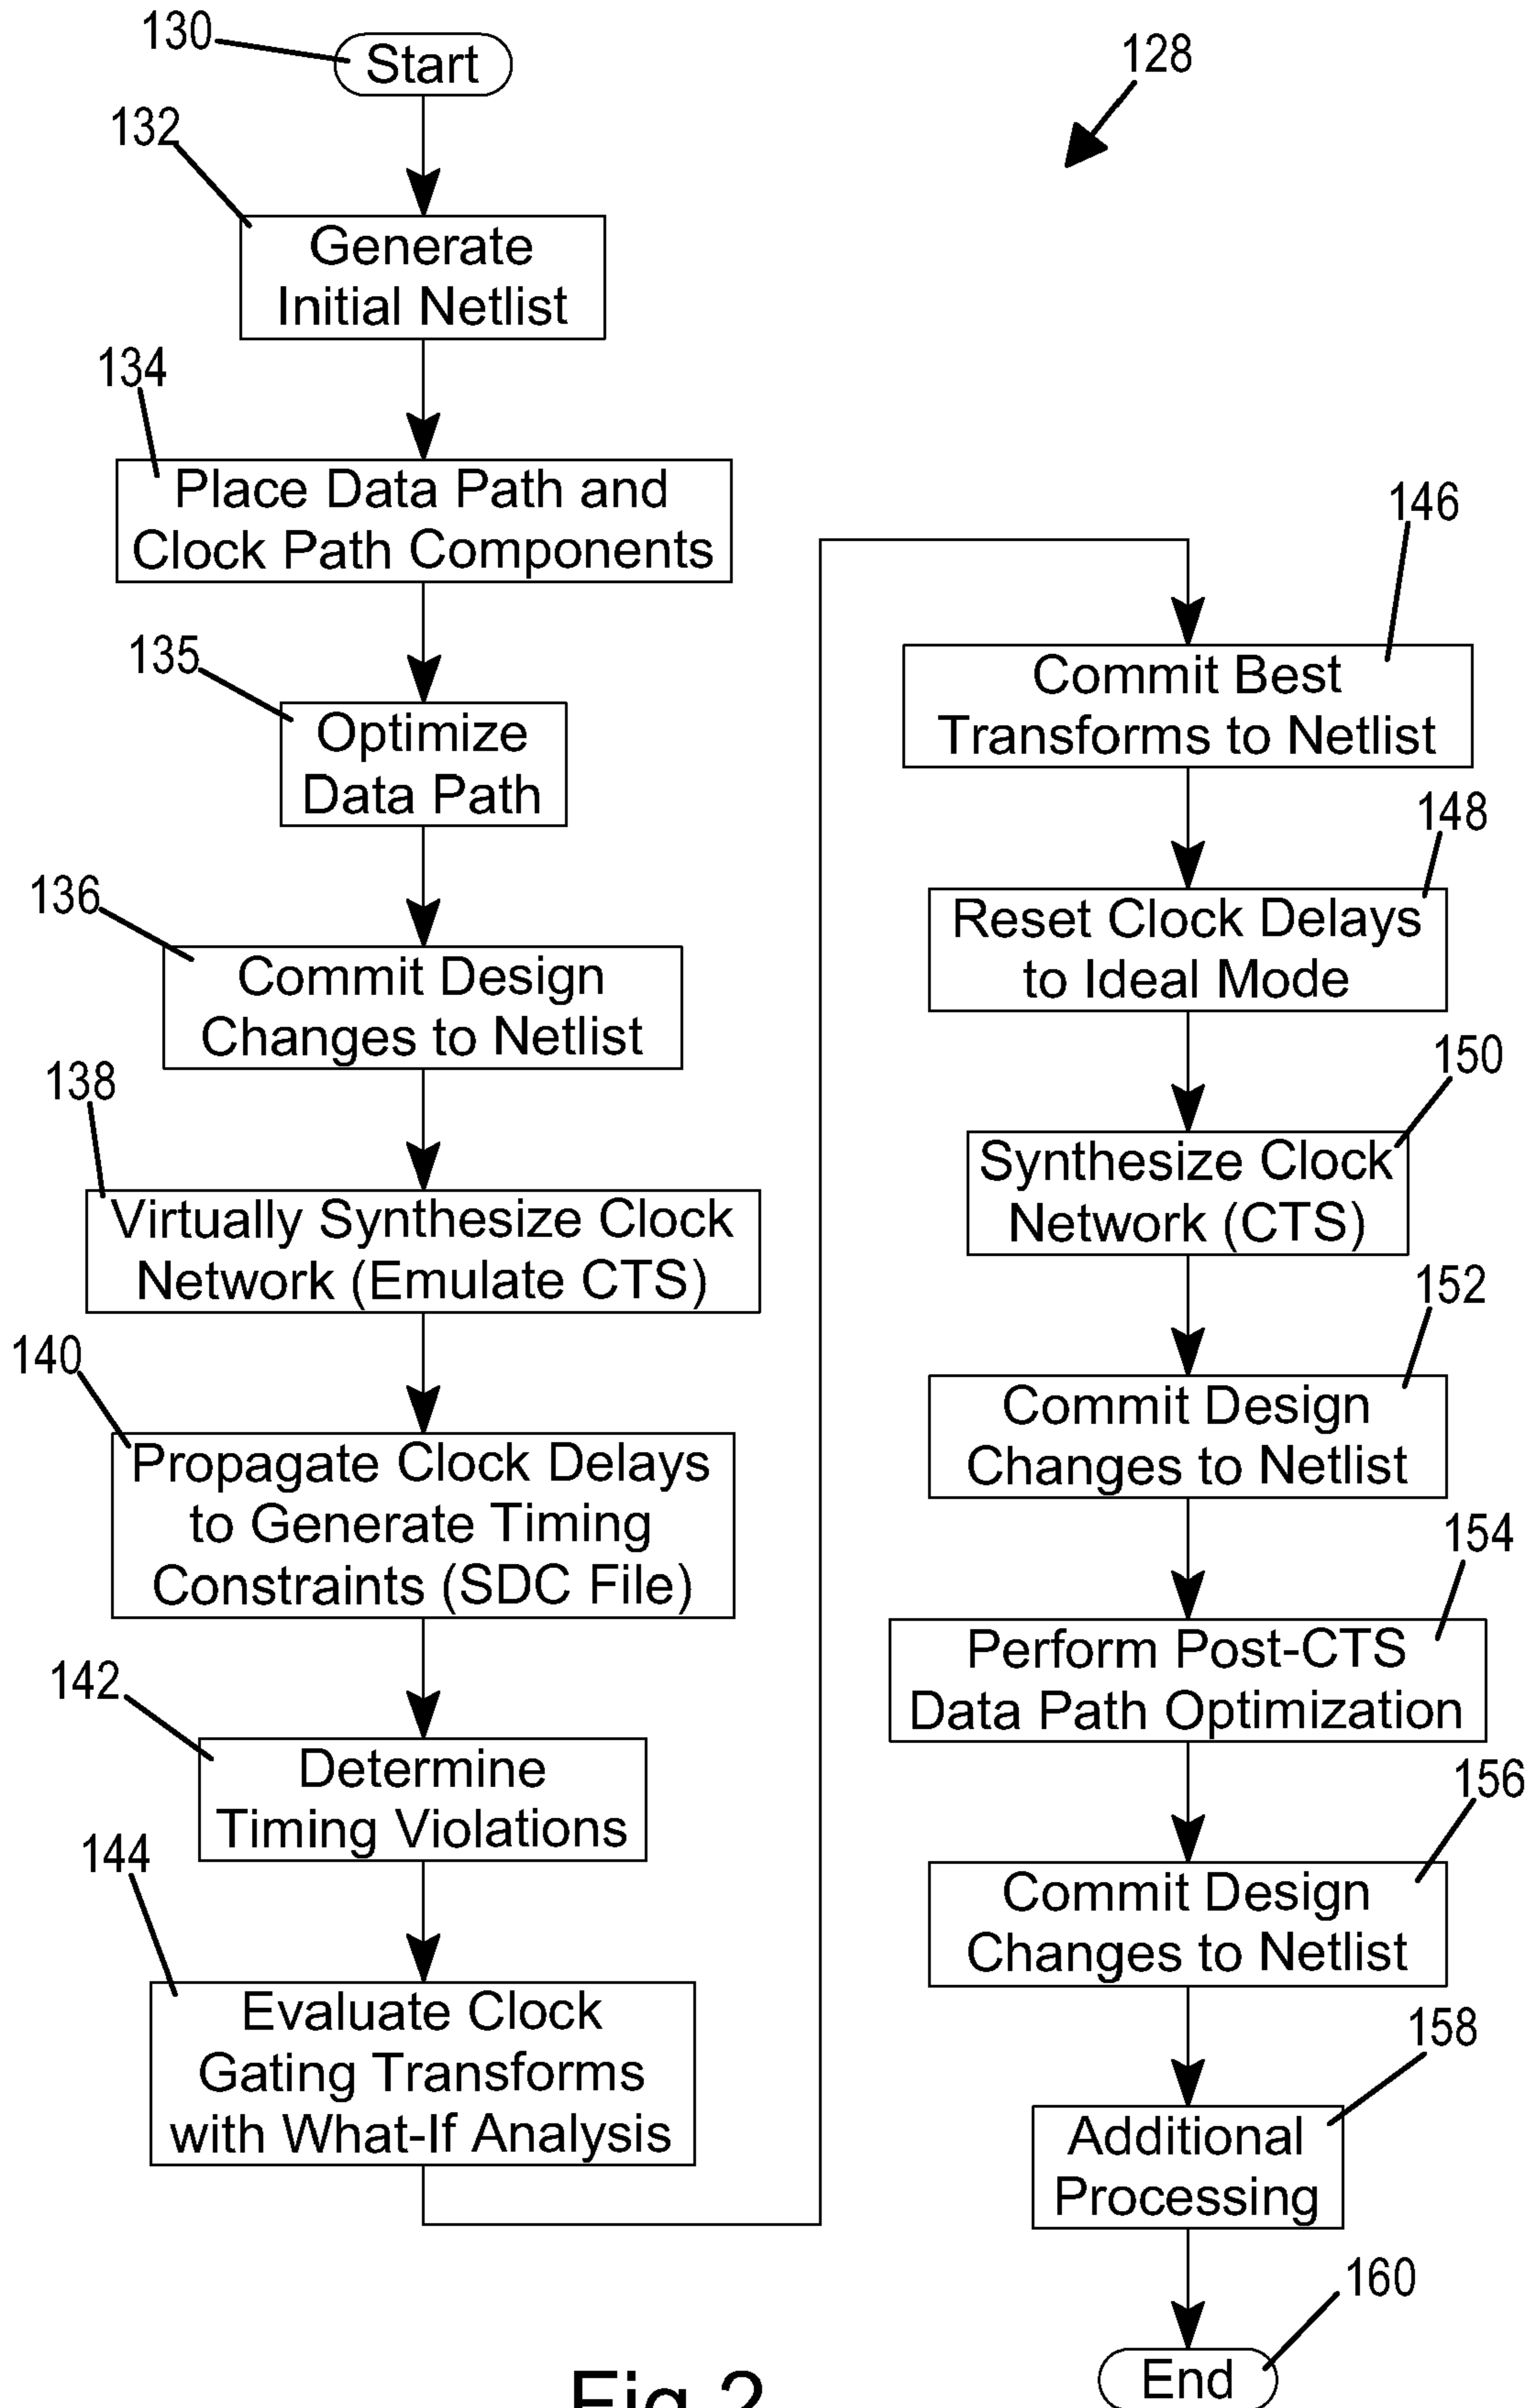 130
Start
128
132
Generate
Initial Netlist
134
Place Data Path and
Clock Path Components
135
Optimize
Data Path
136
Commit Design
Changes to Netlist
138
Virtually Synthesize Clock
Network (Emulate CTS)
140
Propagate Clock Delays
to Generate Timing
Constraints (SDC File)
142
Determine
Timing Violations
144
Evaluate Clock
Gating Transforms
with What-If Analysis
146
Commit Best
Transforms to Netlist
148
Reset Clock Delays
to Ideal Mode
150
Synthesize Clock
Network (CTS)
152
Commit Design
Changes to Netlist
154
Perform Post-CTS
Data Path Optimization
156
Commit Design
Changes to Netlist
158
Additional
Processing
160
End
Fig.2